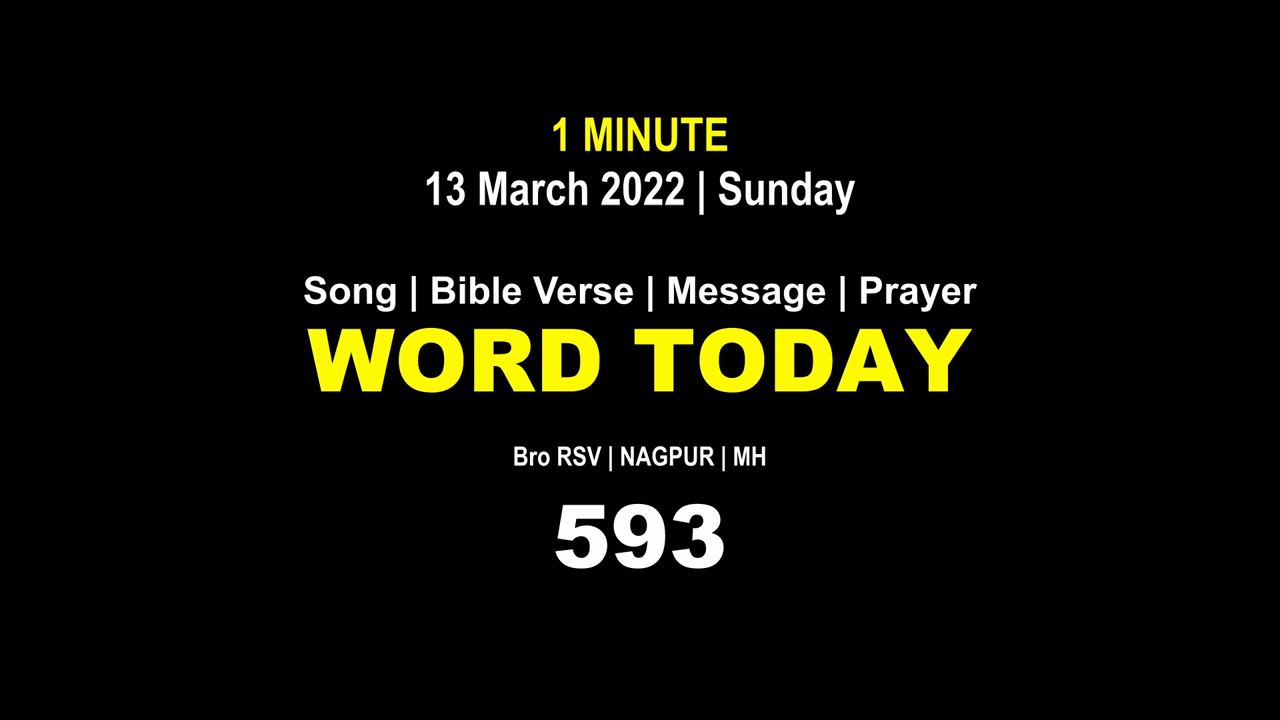 1 MINUTE
13 March 2022 | Sunday
Song | Bible Verse | Message | Prayer
WORD TODAY
Bro RSV | NAGPUR | MH
593